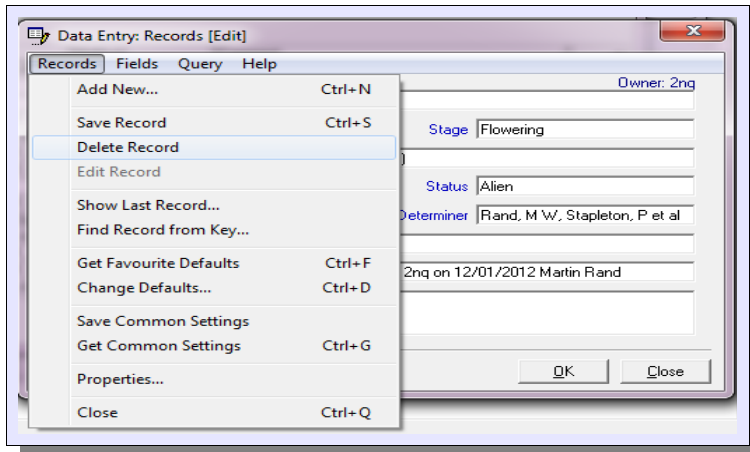 Data Entry: Records [Edit]
Records Fields Query Help
Owner: 2nq
Add New... Ctrl+N
Save Record Ctrl+S
Stage Flowering
Delete Record
)
Edit Record
Status Alien
Show Last Record...
Determiner Rand, M W, Stapleton, P et al
Find Record from Key...
Get Favourite Defaults Ctrl+F
2nq on 12/01/2012 Martin Rand
Change Defaults... Ctrl+D
Save Common Settings
Get Common Settings Ctrl+G
Properties...
OK Close
Close Ctrl+Q